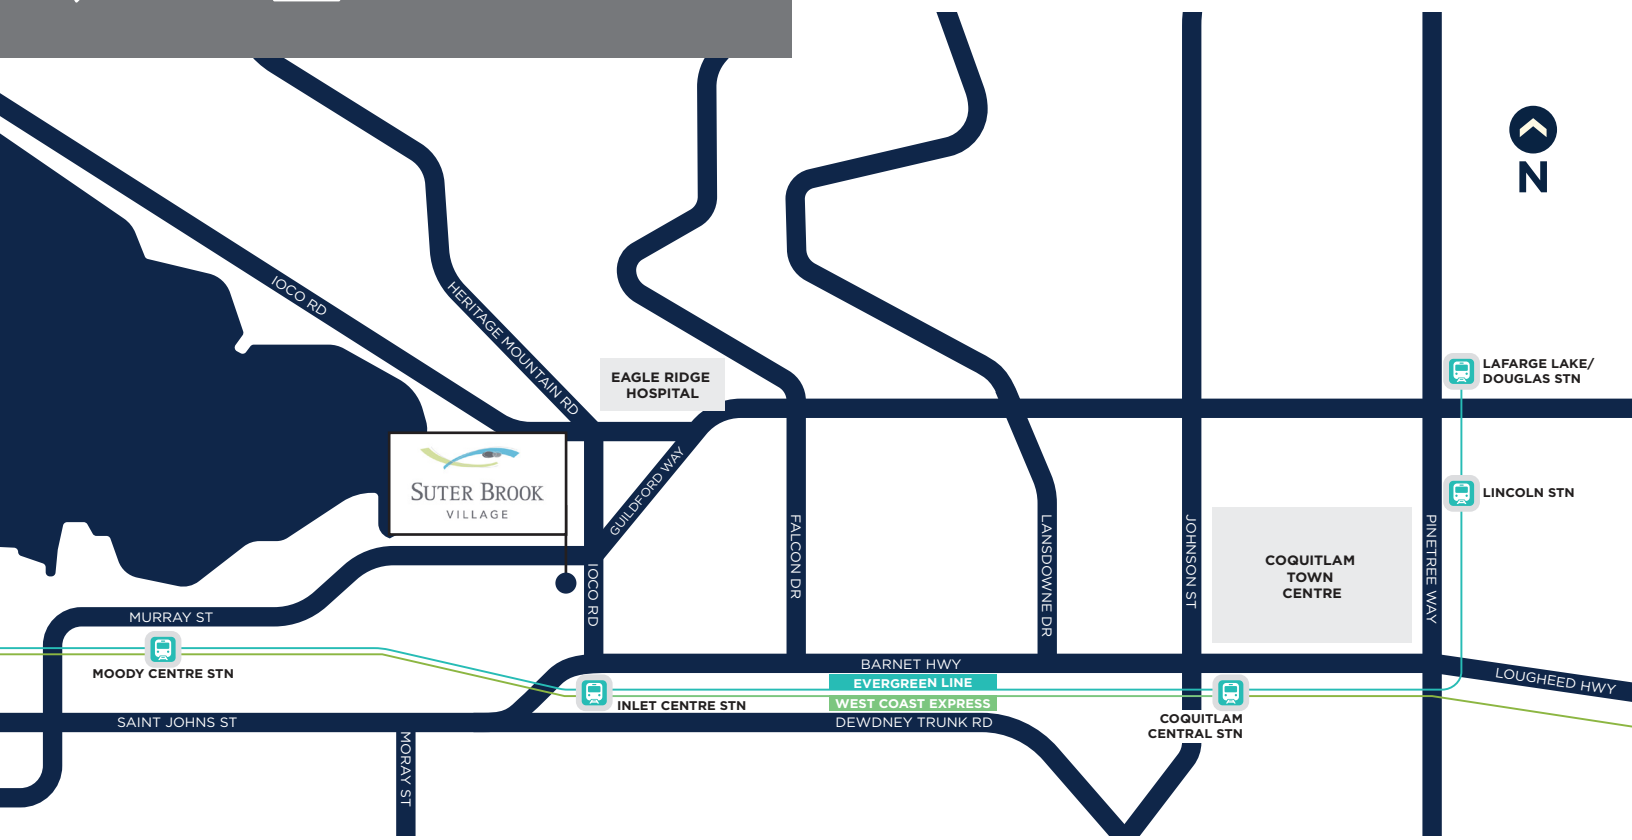 N
IOCO RD
HERITAGE MOUNTAIN RD
EAGLE RIDGE
HOSPITAL
LAFARGE LAKE/
DOUGLAS STN
SUTER BROOK
VILLAGE
GUILDFORD WAY
LINCOLN STN
FALCON DR
LANSDOWNE DR
JOHNSON ST
PINETREE WAY
COQUITLAM
TOWN
CENTRE
IOCO RD
MURRAY ST
MOODY CENTRE STN
BARNET HWY
EVERGREEN LINE
WEST COAST EXPRESS
LOUGHEED HWY
INLET CENTRE STN
SAINT JOHNS ST
DEWDNEY TRUNK RD
COQUITLAM
CENTRAL STN
MORAY ST